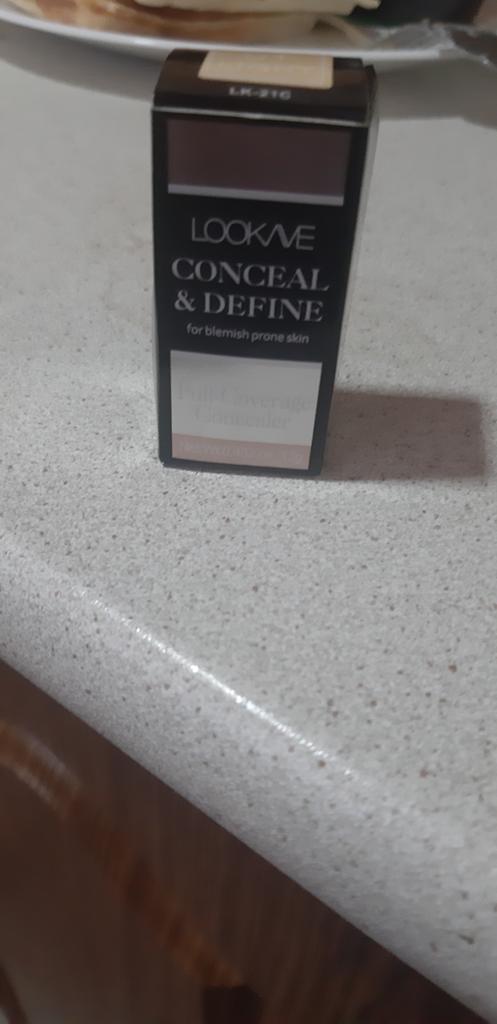 LK-216
LOOKAVE
CONCEAL
& DEFINE
for blemish prone skin
Full Coverage
Concealer